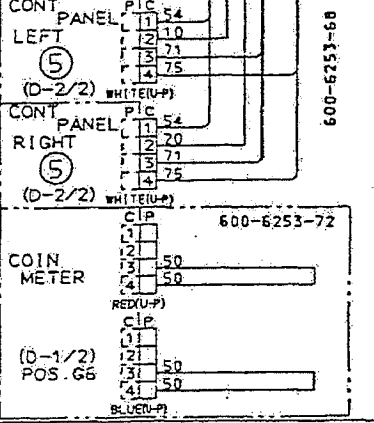 CONT PANEL P C
LEFT
1 54
2 10
3 71
4 75
5
(D-2/2) WHITE(U-P)
600-6253-68
CONT PANEL P C
RIGHT
1 54
2 20
3 71
4 75
5
(D-2/2) WHITE(U-P)
600-6253-72
C P
COIN
METER
1
2
3 50
4 50
RED(U-P)
C P
(D-1/2)
POS.G6
1
2
3 50
4 50
BLUE(U-P)